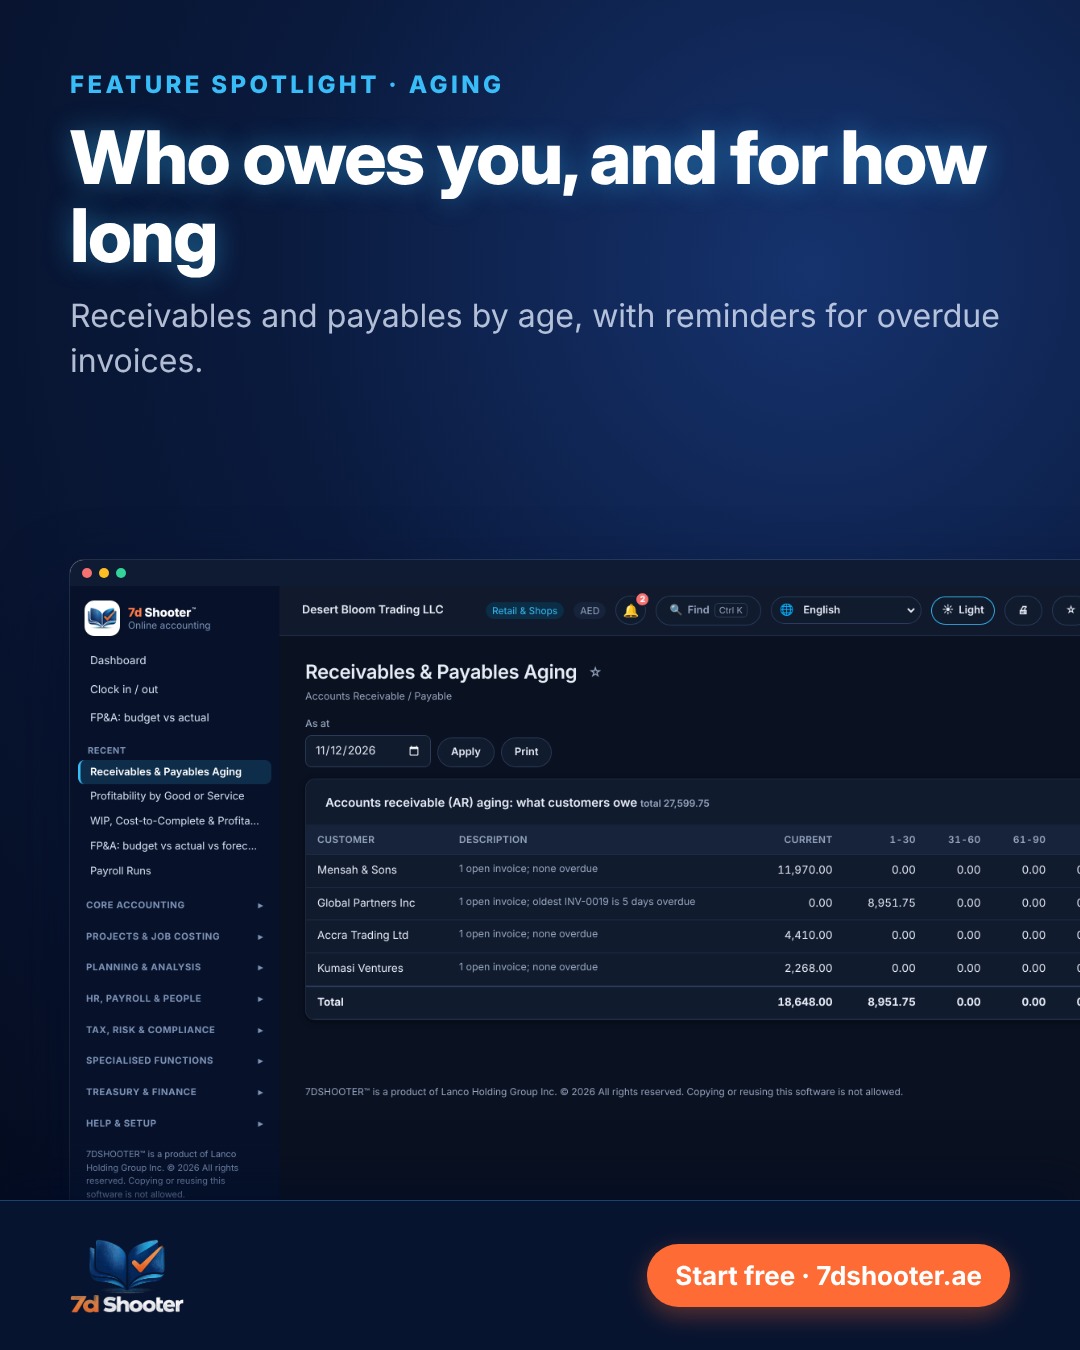 FEATURE SPOTLIGHT · AGING
Who owes you, and for how
long
Receivables and payables by age, with reminders for overdue
invoices.
7d Shooter™
Online accounting
Desert Bloom Trading LLC
Retail & Shops
AED
2
Find
Ctrl K
English
Light
Dashboard
Clock in / out
FP&A: budget vs actual
RECENT
Receivables & Payables Aging
Profitability by Good or Service
WIP, Cost-to-Complete & Profita...
FP&A: budget vs actual vs forec...
Payroll Runs
CORE ACCOUNTING
PROJECTS & JOB COSTING
PLANNING & ANALYSIS
HR, PAYROLL & PEOPLE
TAX, RISK & COMPLIANCE
SPECIALISED FUNCTIONS
TREASURY & FINANCE
HELP & SETUP
7DSHOOTER™ is a product of Lanco
Holding Group Inc. © 2026 All rights
reserved. Copying or reusing this
software is not allowed.
Receivables & Payables Aging
Accounts Receivable / Payable
As at
11/12/2026
Apply
Print
Accounts receivable (AR) aging: what customers owe total 27,599.75
CUSTOMER DESCRIPTION CURRENT 1-30 31-60 61-90
Mensah & Sons 1 open invoice; none overdue 11,970.00 0.00 0.00 0.00
Global Partners Inc 1 open invoice; oldest INV-0019 is 5 days overdue 0.00 8,951.75 0.00 0.00
Accra Trading Ltd 1 open invoice; none overdue 4,410.00 0.00 0.00 0.00
Kumasi Ventures 1 open invoice; none overdue 2,268.00 0.00 0.00 0.00
Total 18,648.00 8,951.75 0.00 0.00
7DSHOOTER™ is a product of Lanco Holding Group Inc. © 2026 All rights reserved. Copying or reusing this software is not allowed.
7d Shooter
Start free · 7dshooter.ae